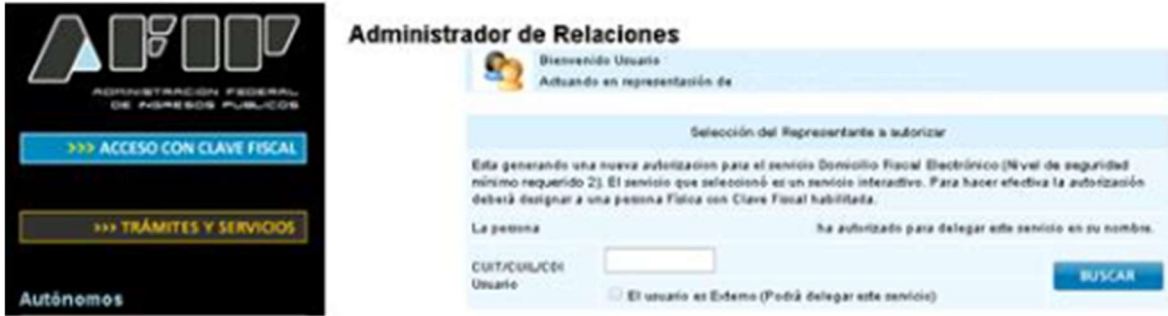 AFIP
ADMINISTRACION FEDERAL
DE INGRESOS PUBLICOS
>>> ACCESO CON CLAVE FISCAL
>>> TRÁMITES Y SERVICIOS
Autónomos
Administrador de Relaciones
Bienvenido Usuario
Actuando en representación de
Selección del Representante a autorizar
Esta generando una nueva autorizacion para el servicio Domicilio Fiscal Electrónico (Nivel de seguridad
mínimo requerido 2). El servicio que seleccionó es un servicio interactivo. Para hacer efectiva la autorización
deberá designar a una persona Física con Clave Fiscal habilitada.
La persona ha autorizado para delegar este servicio en su nombre.
CUIT/CUIL/CDI
Usuario
BUSCAR
El usuario es Externo (Podrá delegar este servicio)